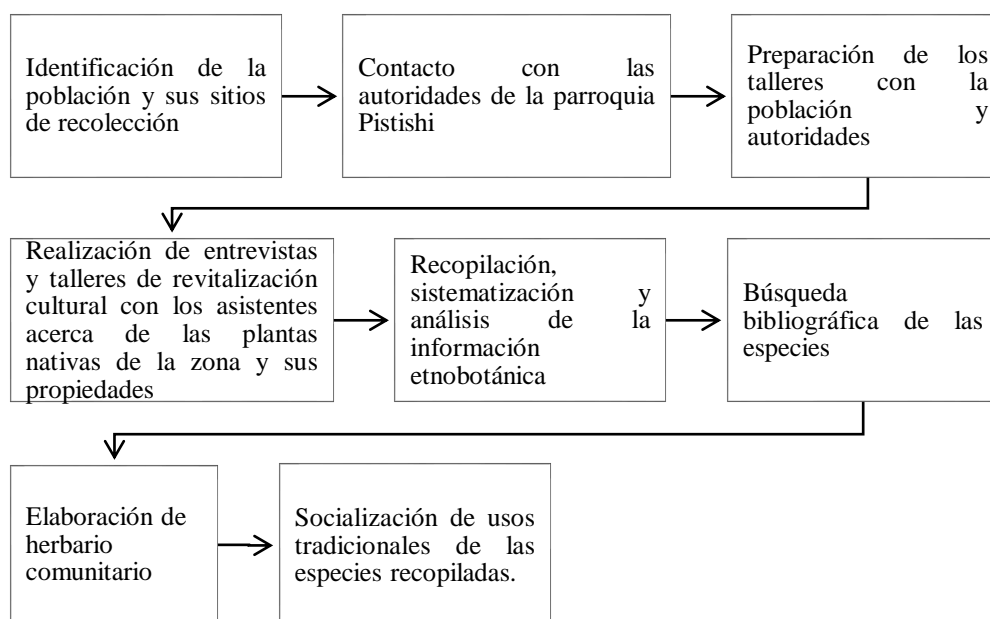 Identificación de la
población y sus sitios
de recolección
Contacto con las
autoridades de la parroquia
Pistishi
Preparación de los
talleres con la
población y
autoridades
Realización de entrevistas
y talleres de revitalización
cultural con los asistentes
acerca de las plantas
nativas de la zona y sus
propiedades
Recopilación,
sistematización y
análisis de la
información
etnobotánica
Búsqueda
bibliográfica de las
especies
Elaboración de
herbario
comunitario
Socialización de usos
tradicionales de las
especies recopiladas.